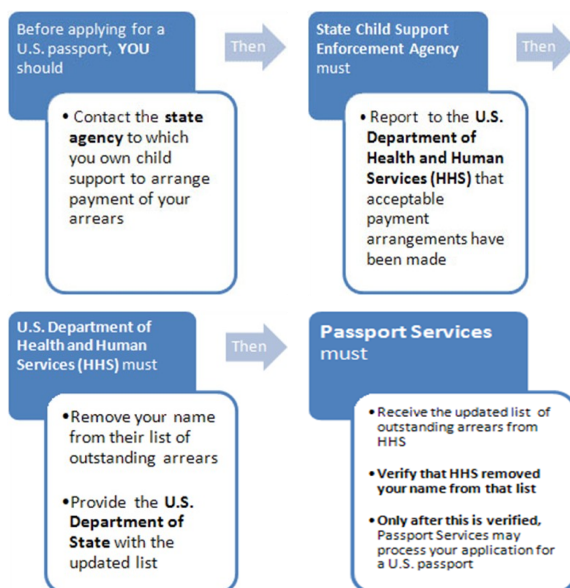 Before applying for a
U.S. passport, YOU
should
Then
• Contact the state
agency to which
you own child
support to arrange
payment of your
arrears
State Child Support
Enforcement Agency
must
Then
• Report to the U.S.
Department of
Health and Human
Services (HHS) that
acceptable
payment
arrangements have
been made
U.S. Department of
Health and Human
Services (HHS) must
Then
•Remove your name
from their list of
outstanding arrears
•Provide the U.S.
Department of
State with the
updated list
Passport Services
must
•Receive the updated list of
outstanding arrears from
HHS
•Verify that HHS removed
your name from that list
•Only after this is verified,
Passport Services may
process your application for
a U.S. passport